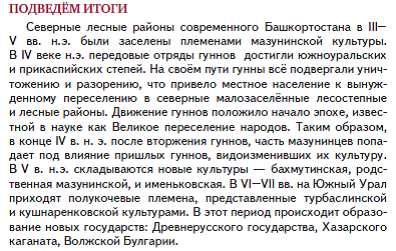 ПОДВЕДЁМ ИТОГИ
Северные лесные районы современного Башкортостана в III–
V вв. н.э. были заселены племенами мазунинской культуры.
В IV веке н.э. передовые отряды гуннов достигли южноуральских
и прикаспийских степей. На своём пути гунны всё подвергали унич-
тожению и разорению, что привело местное население к вынуж-
денному переселению в северные малозаселённые лесостепные
и лесные районы. Движение гуннов положило начало эпохе, извест-
ной в науке как Великое переселение народов. Таким образом,
в конце IV в. н. э. после вторжения гуннов, часть мазунинцев попа-
дает под влияние пришлых гуннов, видоизменивших их культуру.
В V в. н.э. складываются новые культуры — бахмутинская, родс-
твенная мазунинской, и именьковская. В VI–VII вв. на Южный Урал
приходят полукочевые племена, представленные турбаслинской
и кушнаренковской культурами. В этот период происходит образо-
вание новых государств: Древнерусского государства, Хазарского
каганата, Волжской Булгарии.